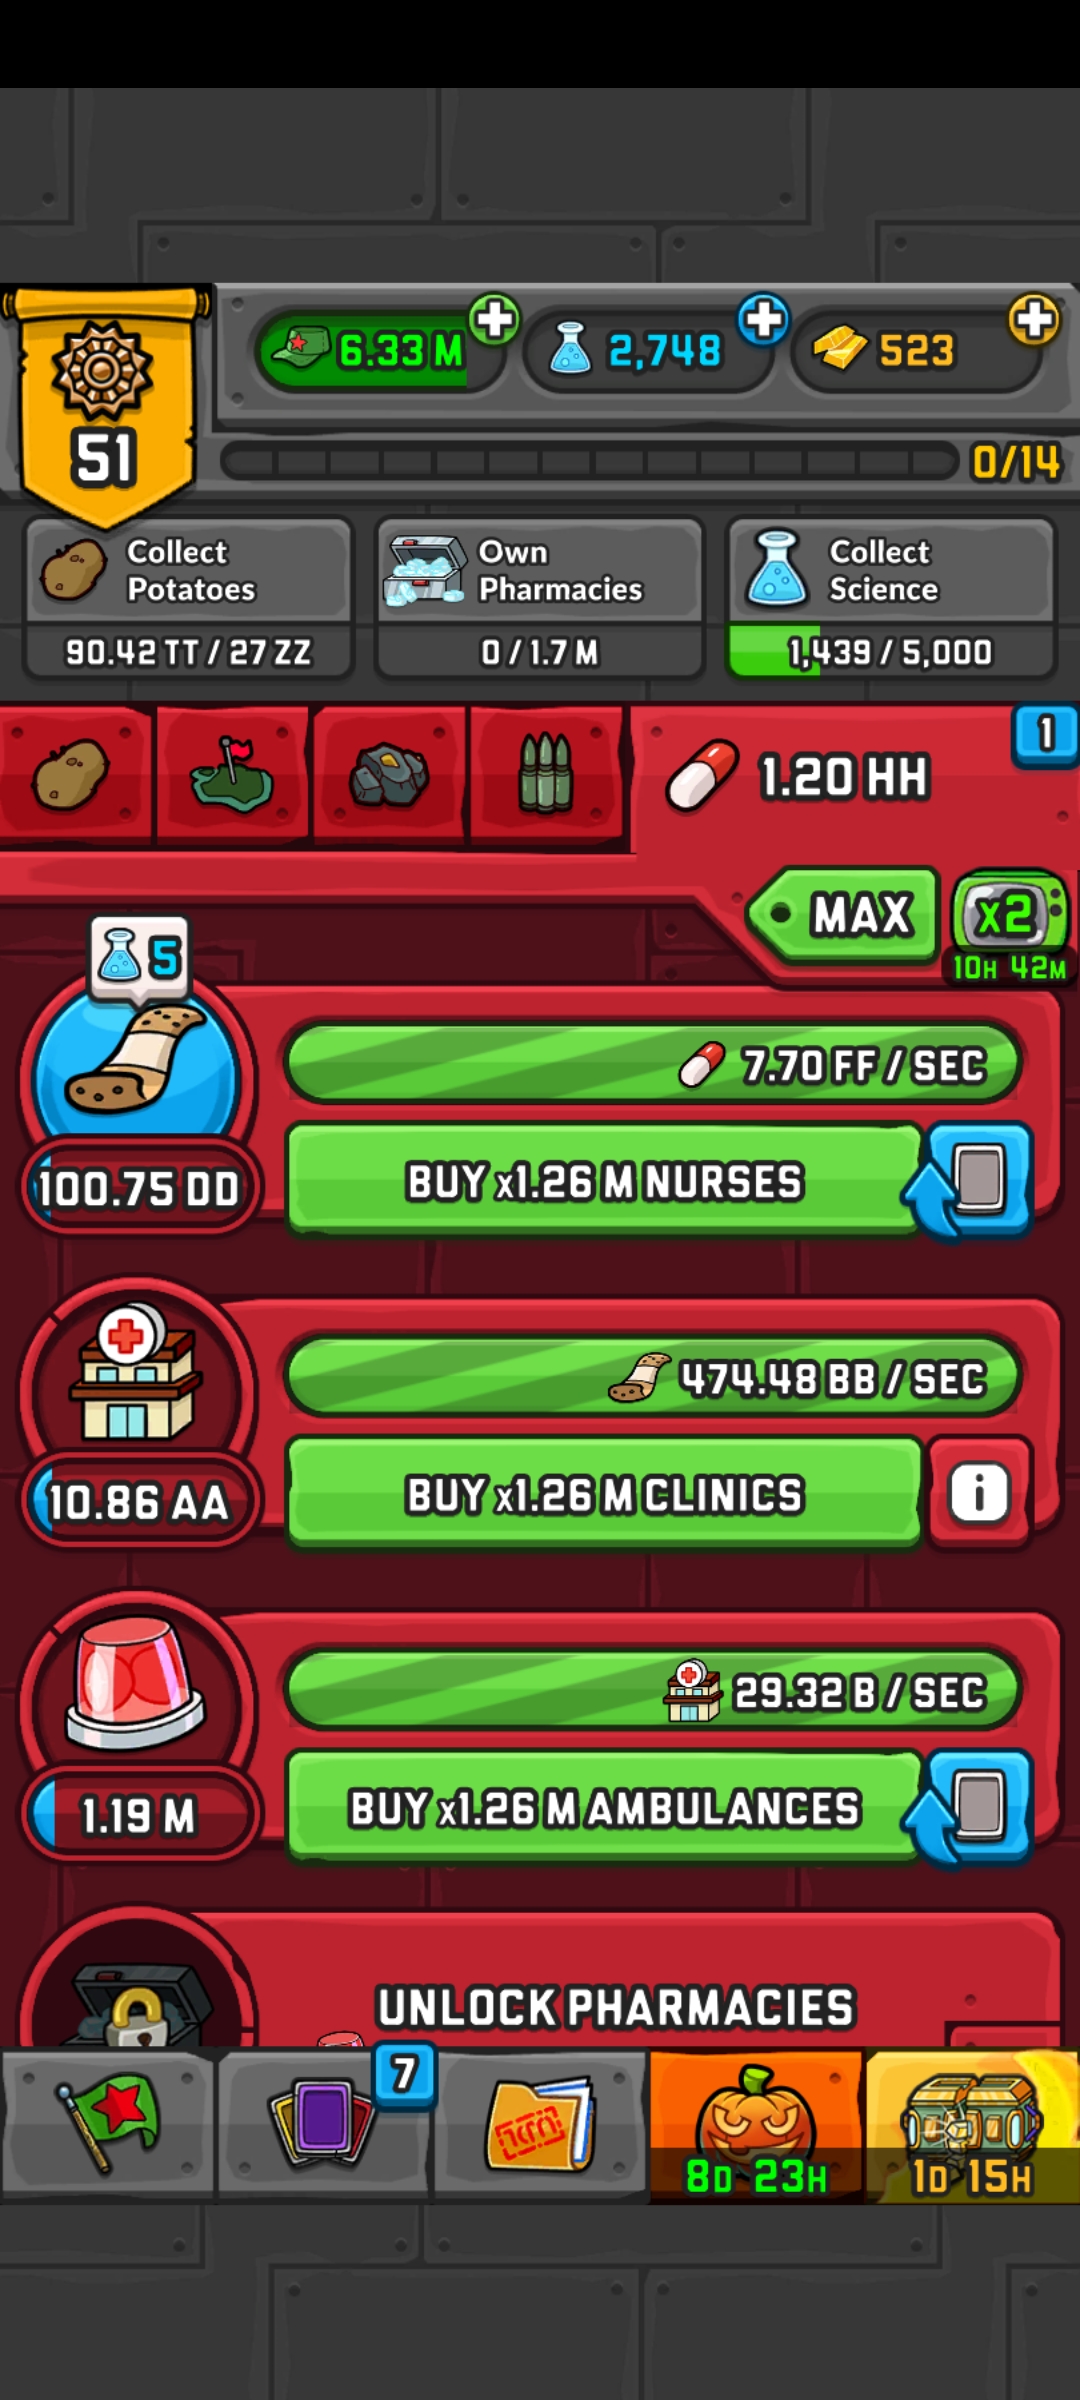 6.33 M
2,748
523
51
0/14
Collect
Potatoes
Own
Pharmacies
Collect
Science
90.42 TT / 27 ZZ
0 / 1.7 M
1,439 / 5,000
1
1.20 HH
MAX
x2
10H 42M
5
7.70 FF / SEC
100.75 DD
BUY x1.26 M NURSES
474.48 BB / SEC
10.86 AA
BUY x1.26 M CLINICS
i
29.32 B / SEC
1.19 M
BUY x1.26 M AMBULANCES
UNLOCK PHARMACIES
7
8D 23H
1D 15H